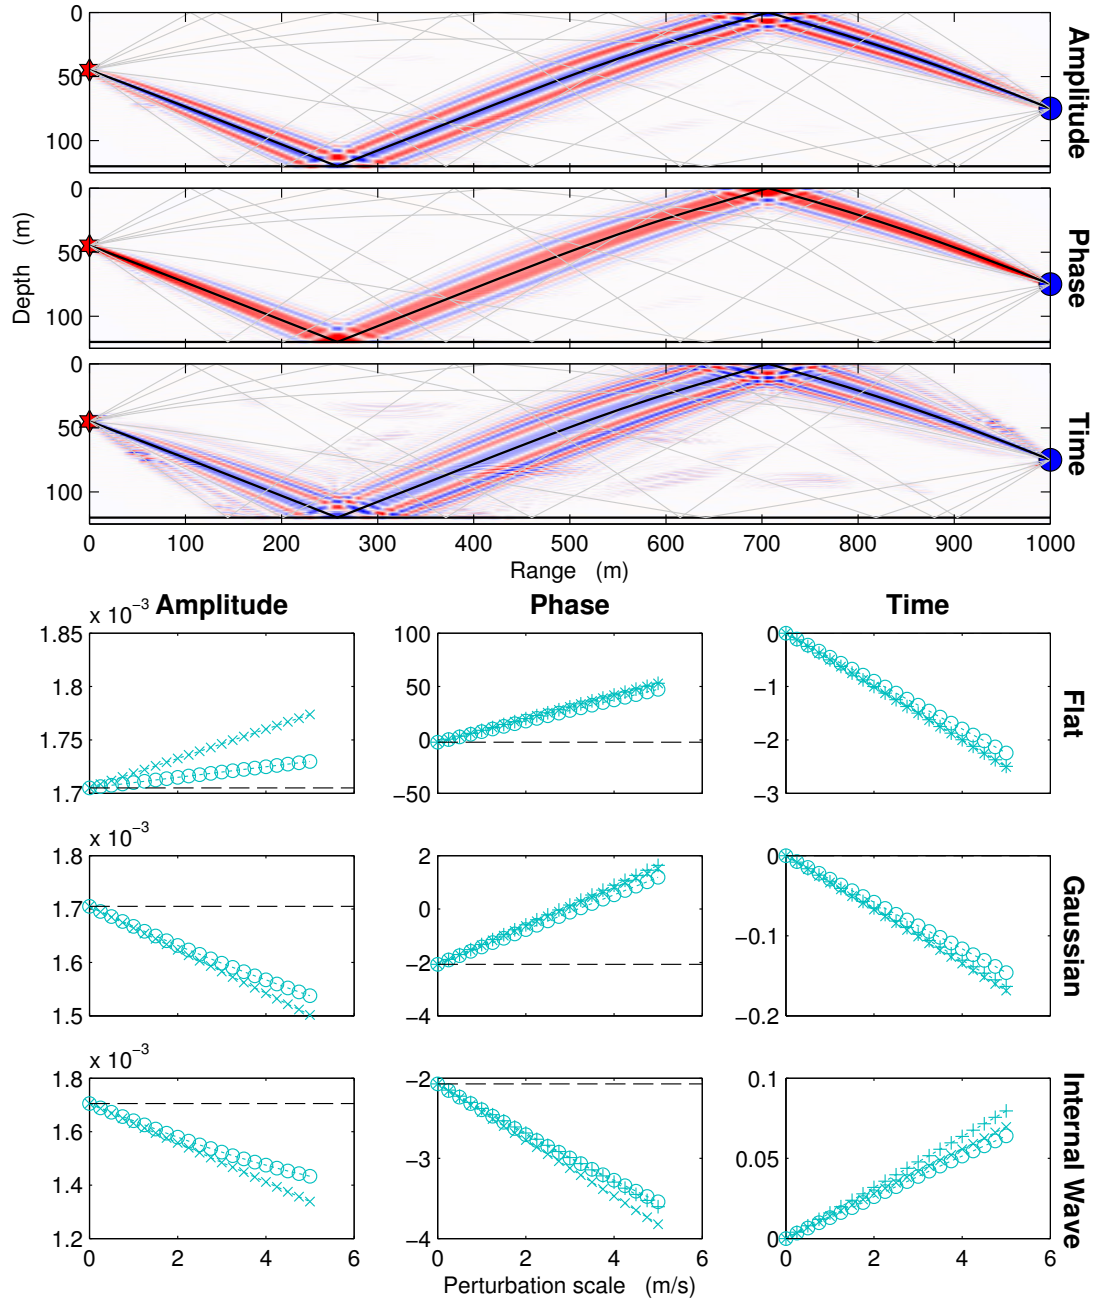 0
50
100
Amplitude
0
50
100
Phase
Depth (m)
0
50
100
Time
0 100 200 300 400 500 600 700 800 900 1000
Range (m)
Amplitude Phase Time
x 10⁻³
1.85
1.8
1.75
1.7
100
50
0
−50
0
−1
−2
−3
Flat
x 10⁻³
1.8
1.7
1.6
1.5
2
0
−2
−4
0
−0.1
−0.2
Gaussian
x 10⁻³
1.8
1.6
1.4
1.2
−2
−3
−4
0.1
0.05
0
Internal Wave
0 2 4 6 0 2 4 6 0 2 4 6
Perturbation scale (m/s)